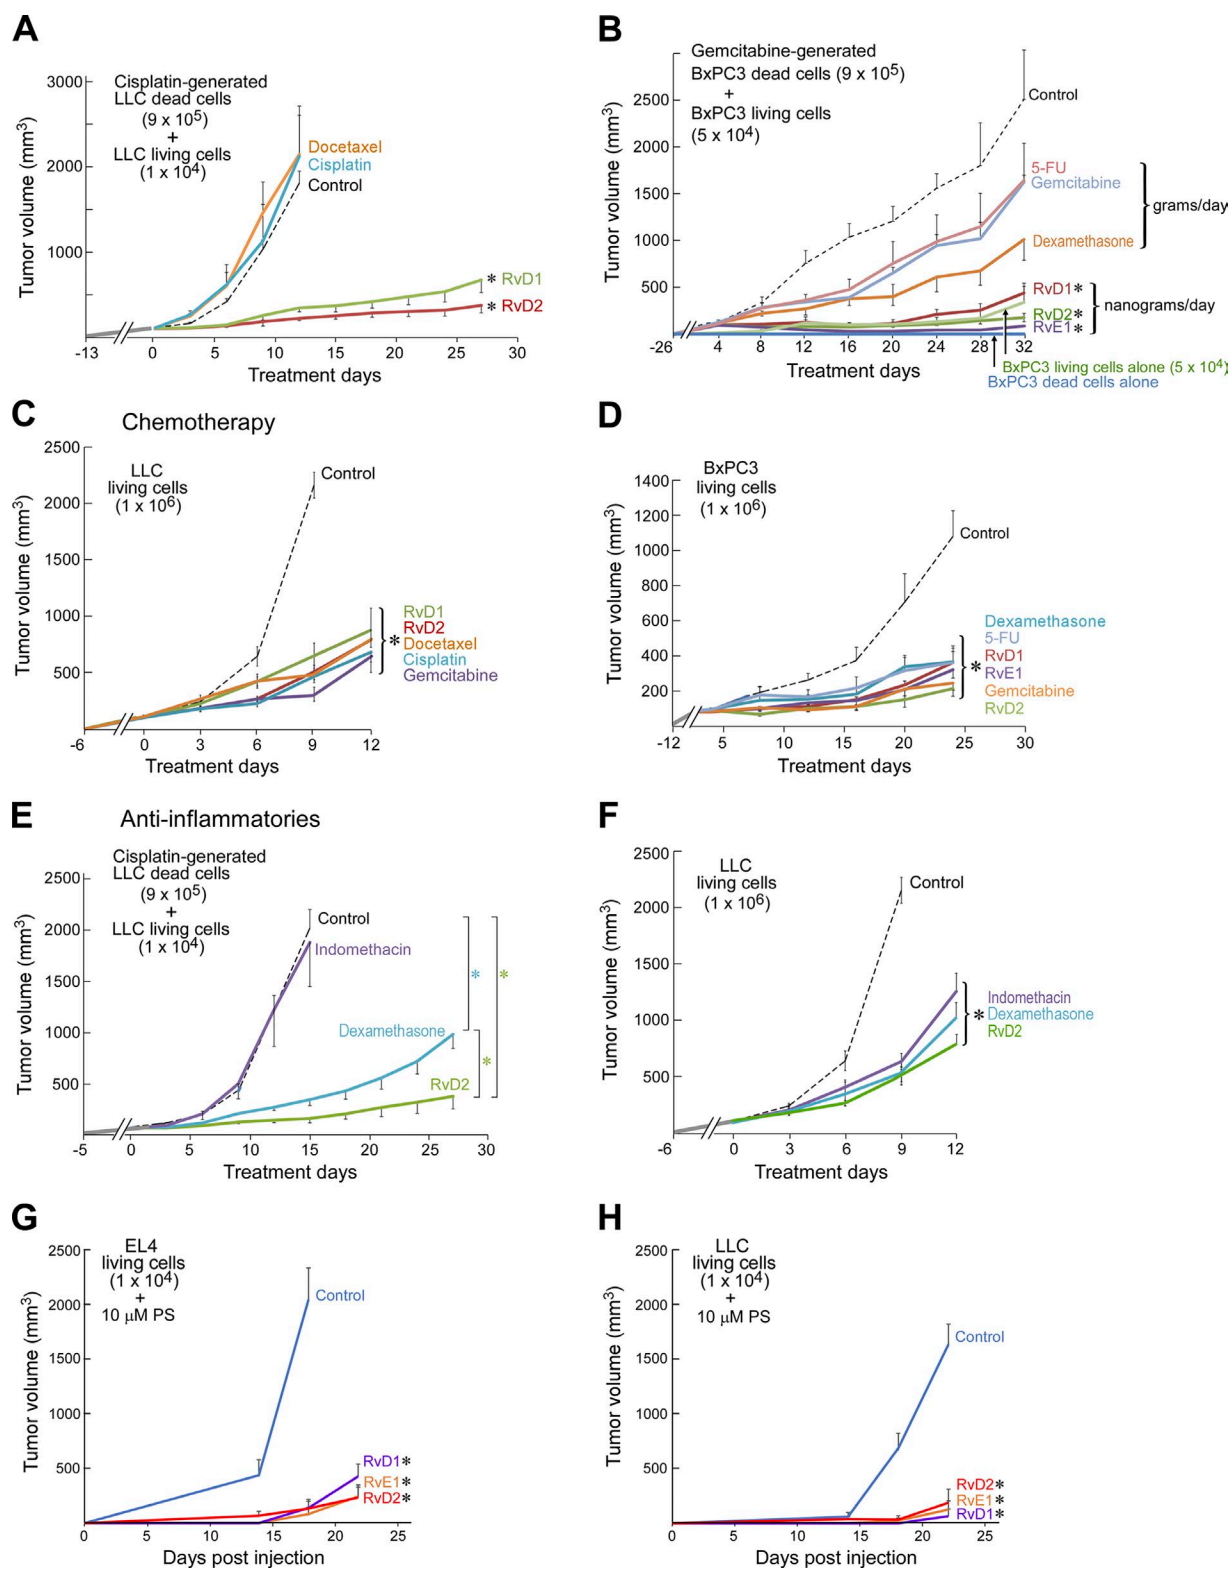 A
Cisplatin-generated
LLC dead cells
(9 x 10⁵)
+
LLC living cells
(1 x 10⁴)
Tumor volume (mm³)
3000
2000
1000
Docetaxel
Cisplatin
Control
* RvD1
* RvD2
-13 0 5 10 15 20 25 30
Treatment days
B
Gemcitabine-generated
BxPC3 dead cells (9 x 10⁵)
+
BxPC3 living cells
(5 x 10⁴)
Tumor volume (mm³)
2500
2000
1500
1000
500
Control
5-FU
Gemcitabine
grams/day
Dexamethasone
RvD1*
RvD2*
RvE1*
nanograms/day
-26 4 8 12 16 20 24 28 32
Treatment days
BxPC3 living cells alone (5 x 10⁴)
BxPC3 dead cells alone
C
Chemotherapy
LLC
living cells
(1 x 10⁶)
Tumor volume (mm³)
2500
2000
1500
1000
500
Control
RvD1
RvD2
* Docetaxel
Cisplatin
Gemcitabine
-6 0 3 6 9 12
Treatment days
D
BxPC3
living cells
(1 x 10⁶)
Tumor volume (mm³)
1400
1200
1000
800
600
400
200
Control
Dexamethasone
5-FU
RvD1
* RvE1
Gemcitabine
RvD2
-12 5 10 15 20 25 30
Treatment days
E
Anti-inflammatories
Cisplatin-generated
LLC dead cells
(9 x 10⁵)
+
LLC living cells
(1 x 10⁴)
Tumor volume (mm³)
2500
2000
1500
1000
500
Control
Indomethacin
* *
Dexamethasone
*
RvD2
-5 0 5 10 15 20 25 30
Treatment days
F
LLC
living cells
(1 x 10⁶)
Tumor volume (mm³)
2500
2000
1500
1000
500
Control
Indomethacin
* Dexamethasone
RvD2
-6 0 3 6 9 12
Treatment days
G
EL4
living cells
(1 x 10⁴)
+
10 µM PS
Tumor volume (mm³)
2500
2000
1500
1000
500
Control
RvD1*
RvE1*
RvD2*
0 5 10 15 20 25
Days post injection
H
LLC
living cells
(1 x 10⁴)
+
10 µM PS
Tumor volume (mm³)
2500
2000
1500
1000
500
Control
RvD2*
RvE1*
RvD1*
0 5 10 15 20 25
Days post injection